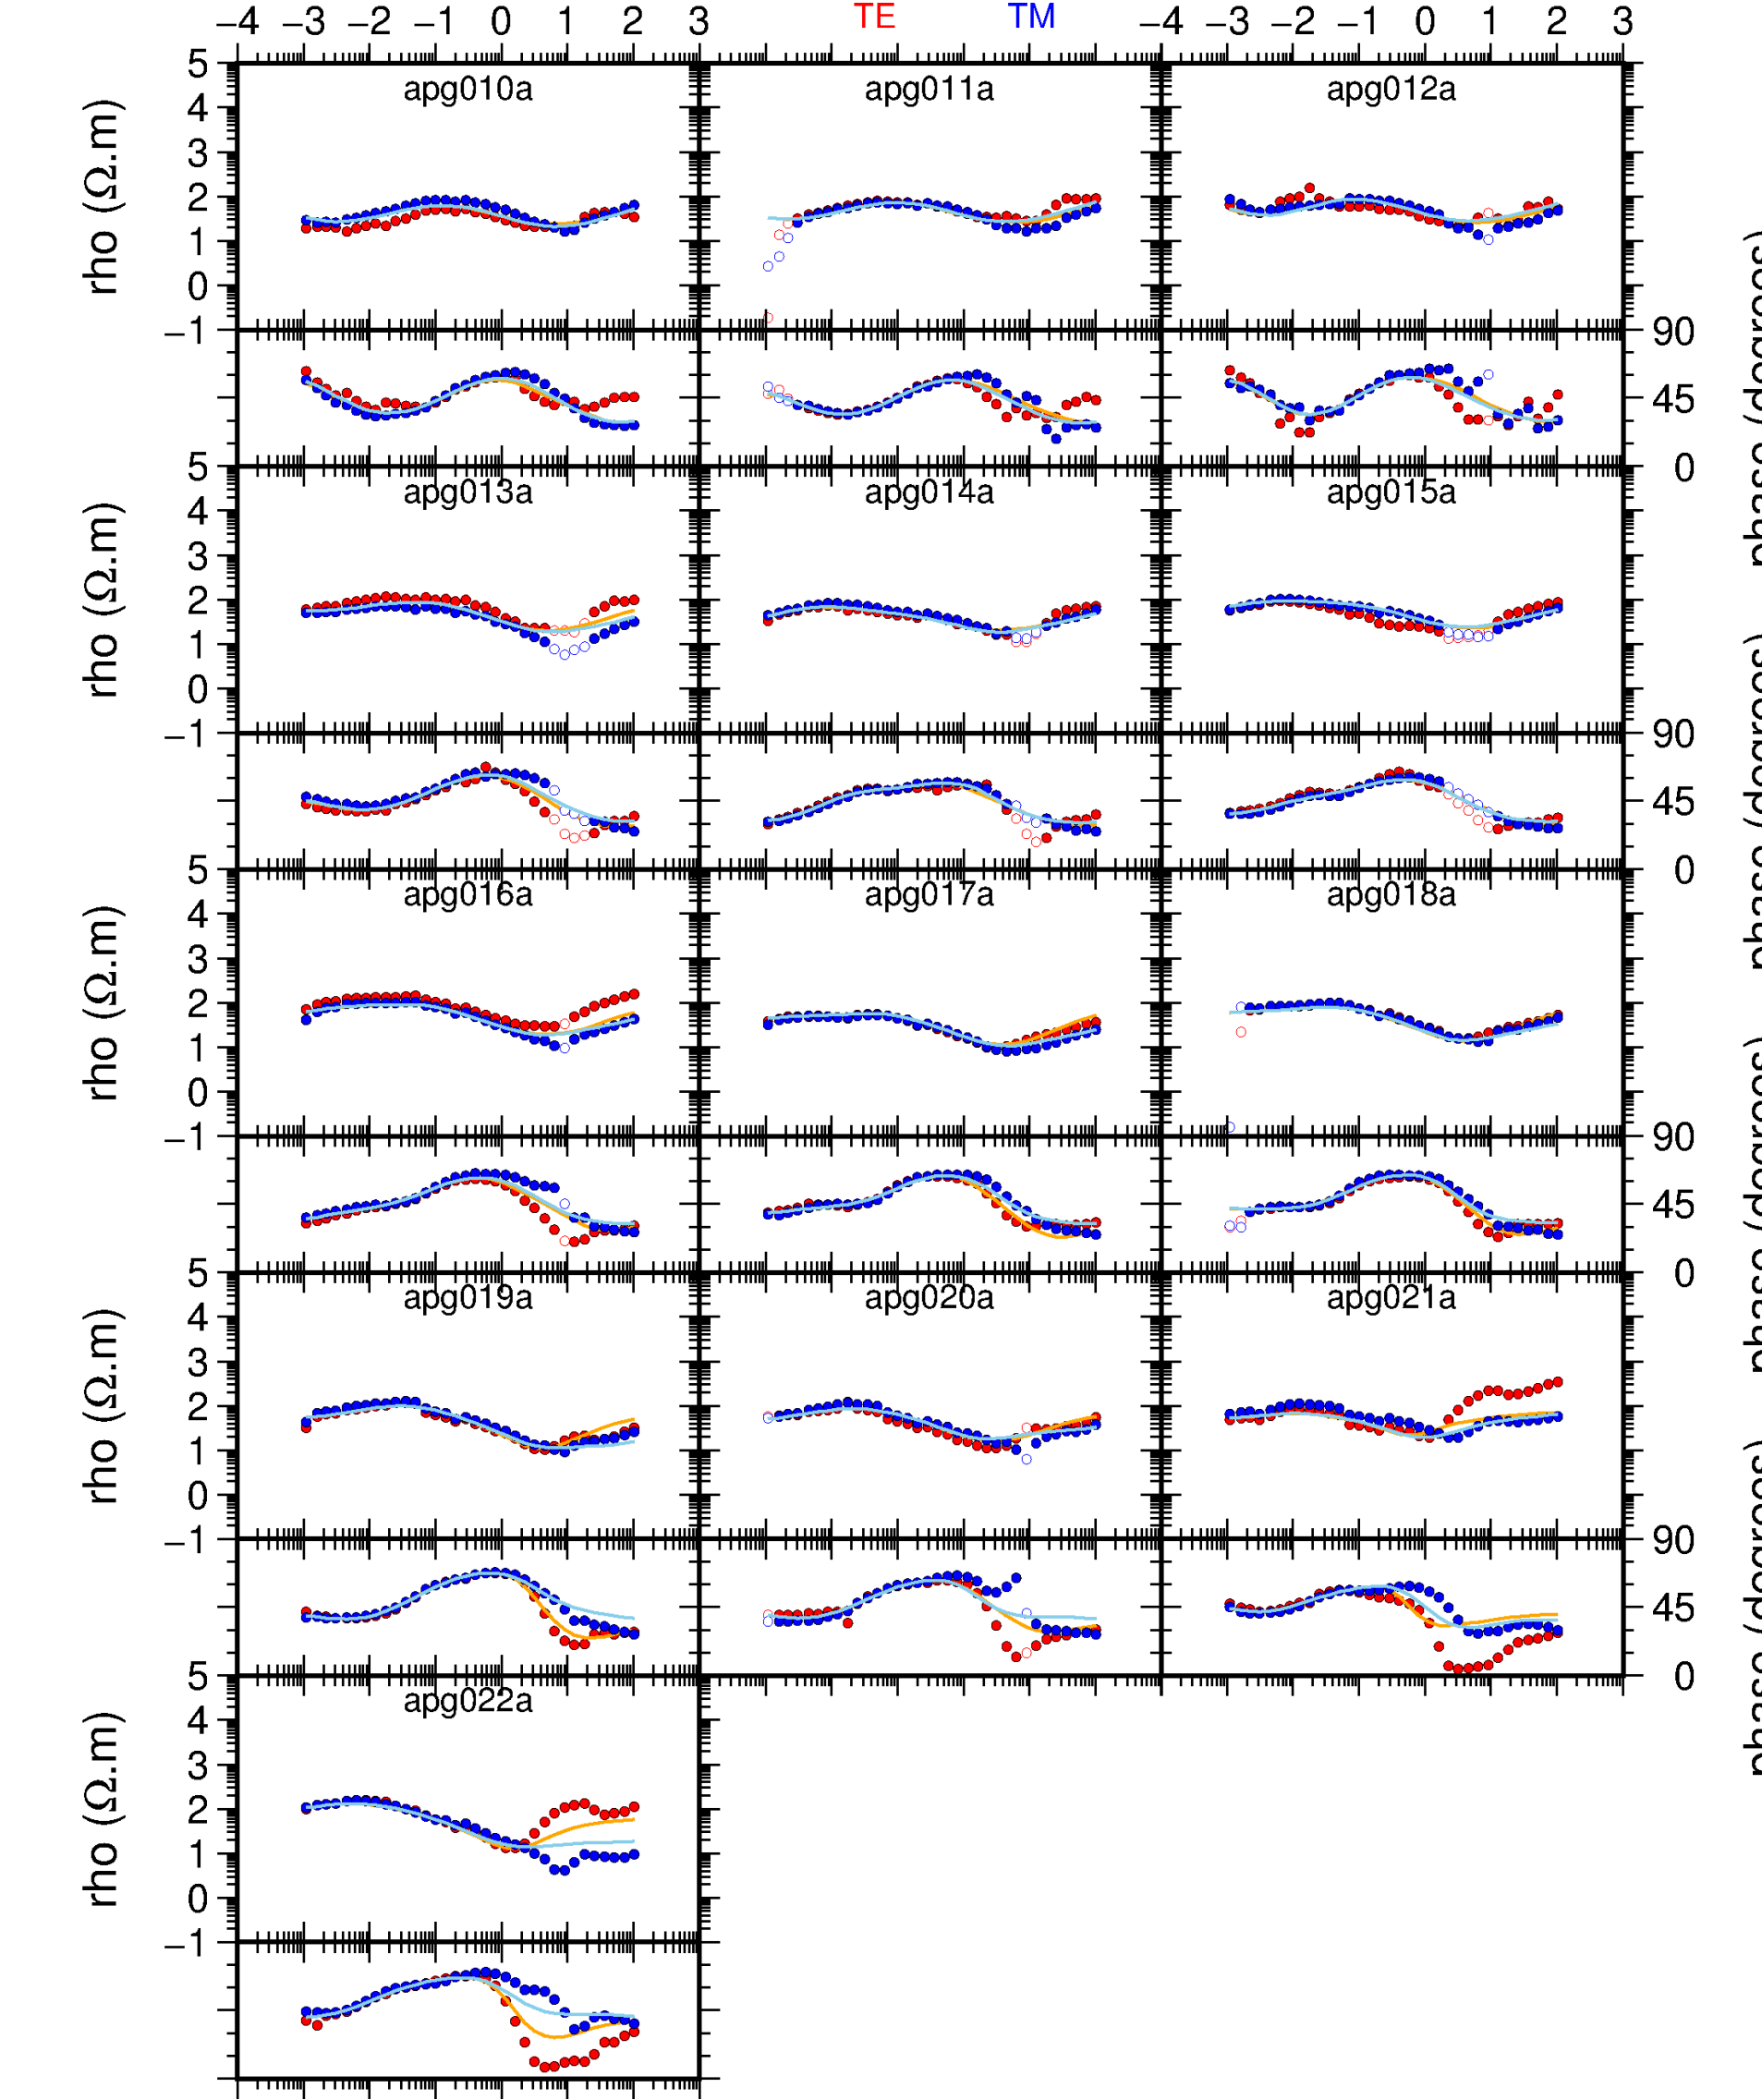 −4 −3 −2 −1 0 1 2 3 TE TM −4 −3 −2 −1 0 1 2 3
5
apg010a apg011a apg012a
4
3
2
1
0
−1 90
rho (Ω.m)
45
0
phase (degrees)
5
apg013a apg014a apg015a
4
3
2
1
0
−1 90
rho (Ω.m)
45
0
phase (degrees)
5
apg016a apg017a apg018a
4
3
2
1
0
−1 90
rho (Ω.m)
45
0
phase (degrees)
5
apg019a apg020a apg021a
4
3
2
1
0
−1 90
rho (Ω.m)
45
0
phase (degrees)
5
apg022a
4
3
2
1
0
−1
rho (Ω.m)